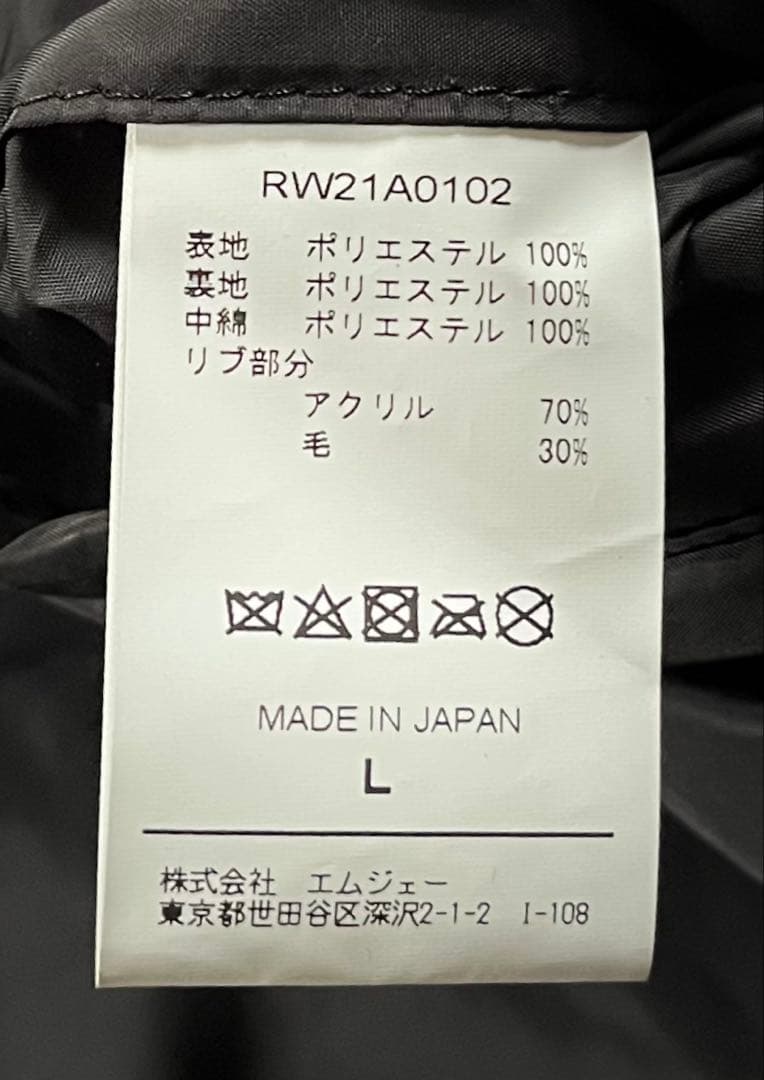 RW21A0102
表地 ポリエステル 100%
裏地 ポリエステル 100%
中綿 ポリエステル 100%
リブ部分
アクリル 70%
毛 30%
MADE IN JAPAN
L
株式会社 エムジェー
東京都世田谷区深沢2-1-2 I-108